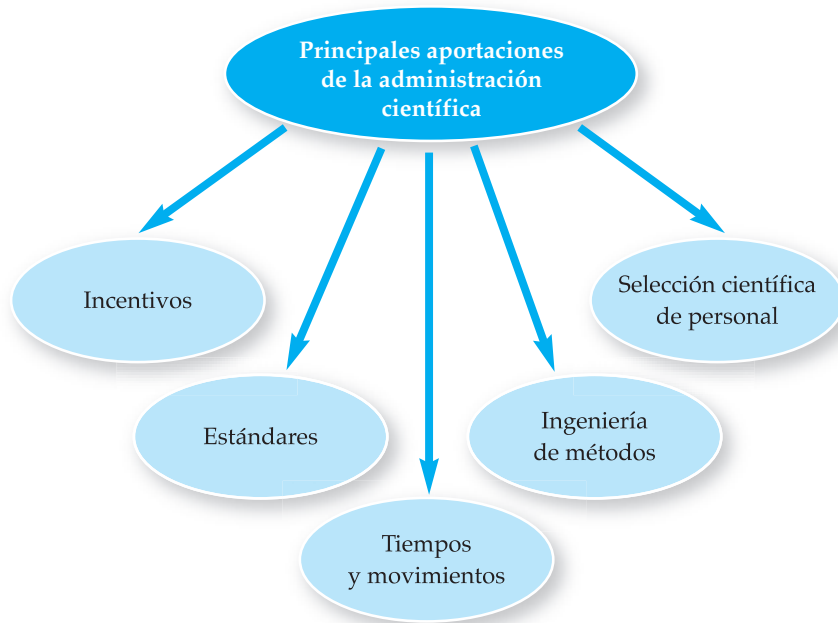 Principales aportaciones
de la administración
científica
Incentivos
Selección científica
de personal
Estándares
Ingeniería
de métodos
Tiempos
y movimientos